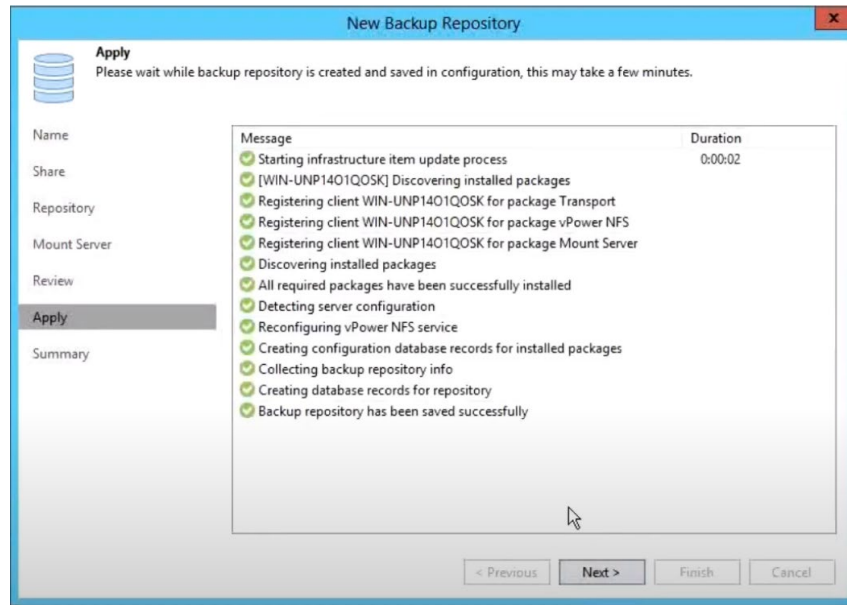 New Backup Repository
x
Apply
Please wait while backup repository is created and saved in configuration, this may take a few minutes.
Name
Share
Repository
Mount Server
Review
Apply
Summary
Message Duration
Starting infrastructure item update process 0:00:02
[WIN-UNP14O1QOSK] Discovering installed packages
Registering client WIN-UNP14O1QOSK for package Transport
Registering client WIN-UNP14O1QOSK for package vPower NFS
Registering client WIN-UNP14O1QOSK for package Mount Server
Discovering installed packages
All required packages have been successfully installed
Detecting server configuration
Reconfiguring vPower NFS service
Creating configuration database records for installed packages
Collecting backup repository info
Creating database records for repository
Backup repository has been saved successfully
< Previous Next > Finish Cancel